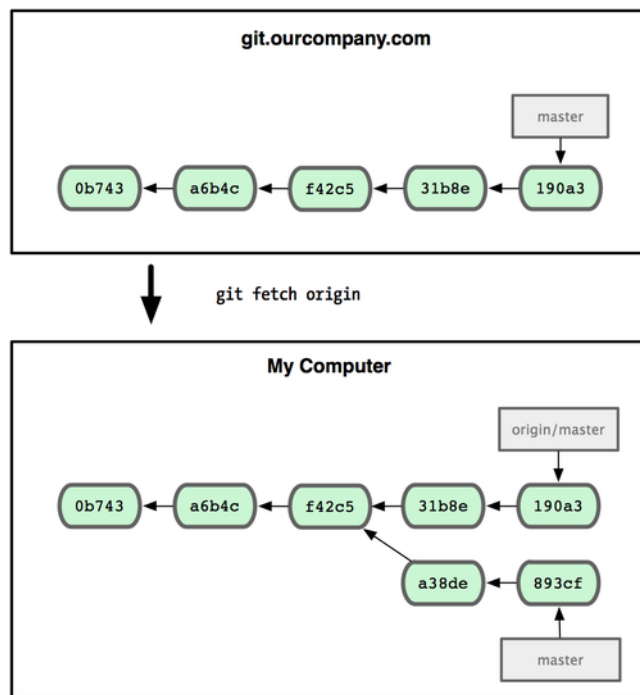 git.ourcompany.com
master
0b743 a6b4c f42c5 31b8e 190a3
git fetch origin
My Computer
origin/master
0b743 a6b4c f42c5 31b8e 190a3
a38de 893cf
master